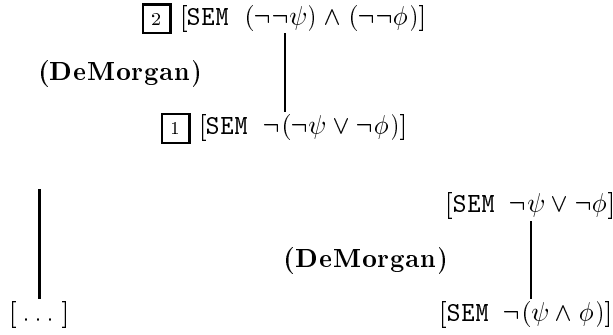 2 [SEM (¬¬ψ) ∧ (¬¬ϕ)]
(DeMorgan)
1 [SEM ¬(¬ψ ∨ ¬ϕ)]
[SEM ¬ψ ∨ ¬ϕ]
(DeMorgan)
[ . . . ] [SEM ¬(ψ ∧ ϕ)]